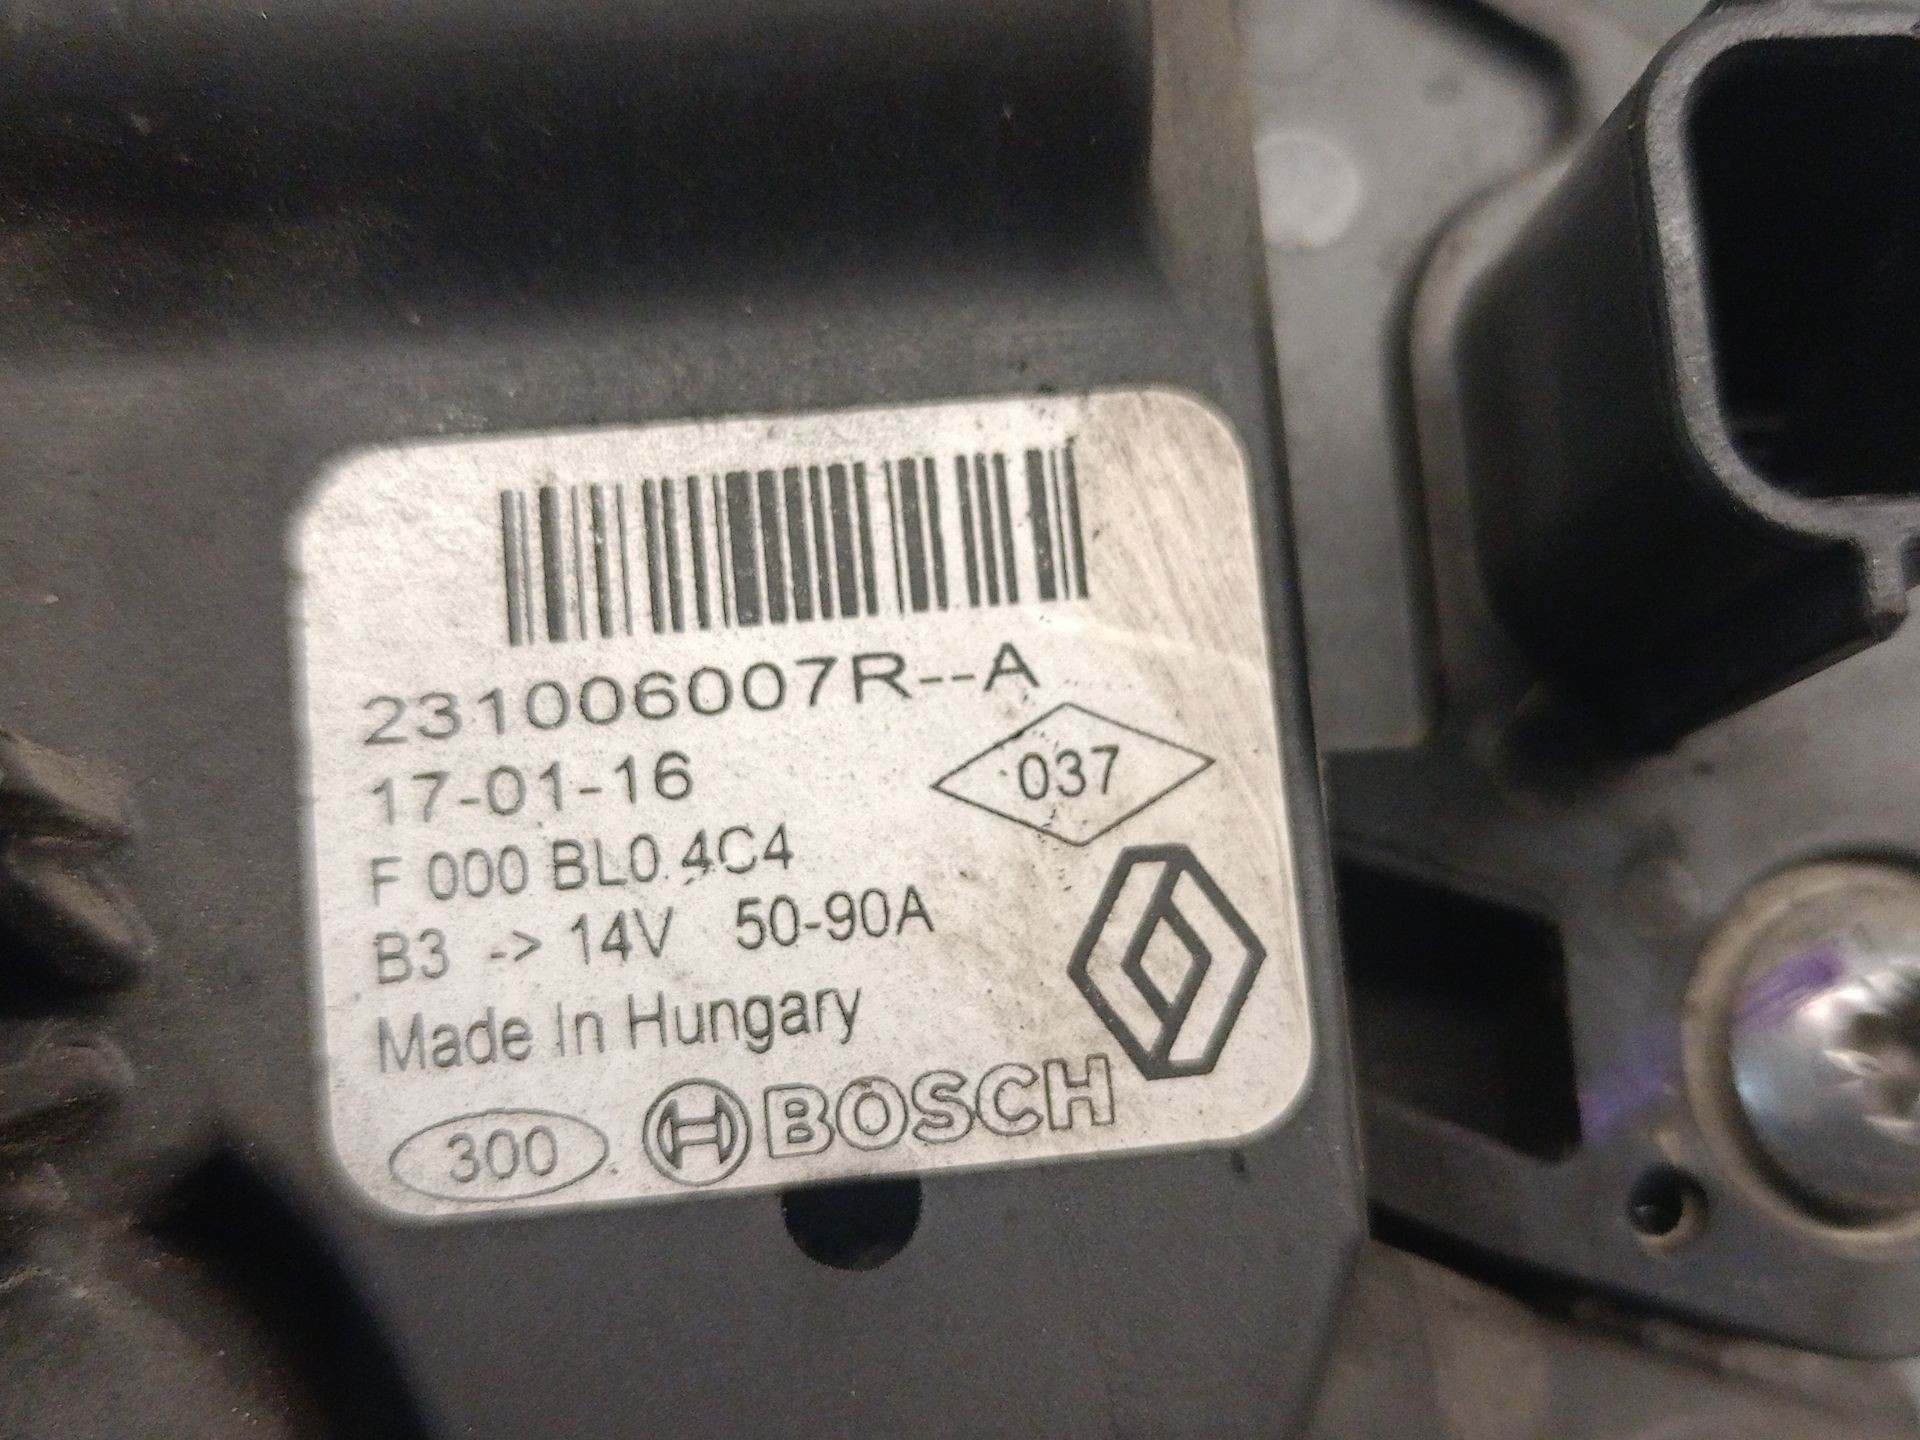 231006007R--A
17-01-16
037
F 000 BL0 4C4
B3 -> 14V 50-90A
Made In Hungary
300
BOSCH